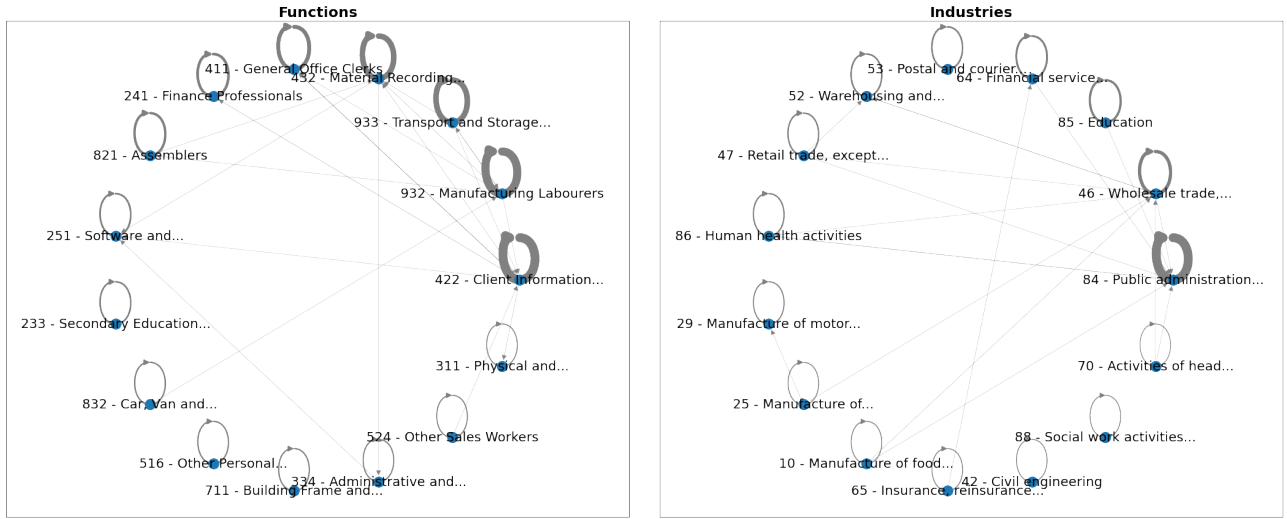 Functions
411 - General Office Clerks
432 - Material Recording...
241 - Finance Professionals
933 - Transport and Storage...
821 - Assemblers
932 - Manufacturing Labourers
251 - Software and...
422 - Client Information...
233 - Secondary Education...
311 - Physical and...
832 - Car, Van and...
524 - Other Sales Workers
516 - Other Personal...
334 - Administrative and...
711 - Building Frame and...
Industries
53 - Postal and courier...
64 - Financial service...
52 - Warehousing and...
85 - Education
47 - Retail trade, except...
46 - Wholesale trade,...
86 - Human health activities
84 - Public administration...
29 - Manufacture of motor...
70 - Activities of head...
25 - Manufacture of...
88 - Social work activities...
10 - Manufacture of food...
42 - Civil engineering
65 - Insurance, reinsurance...